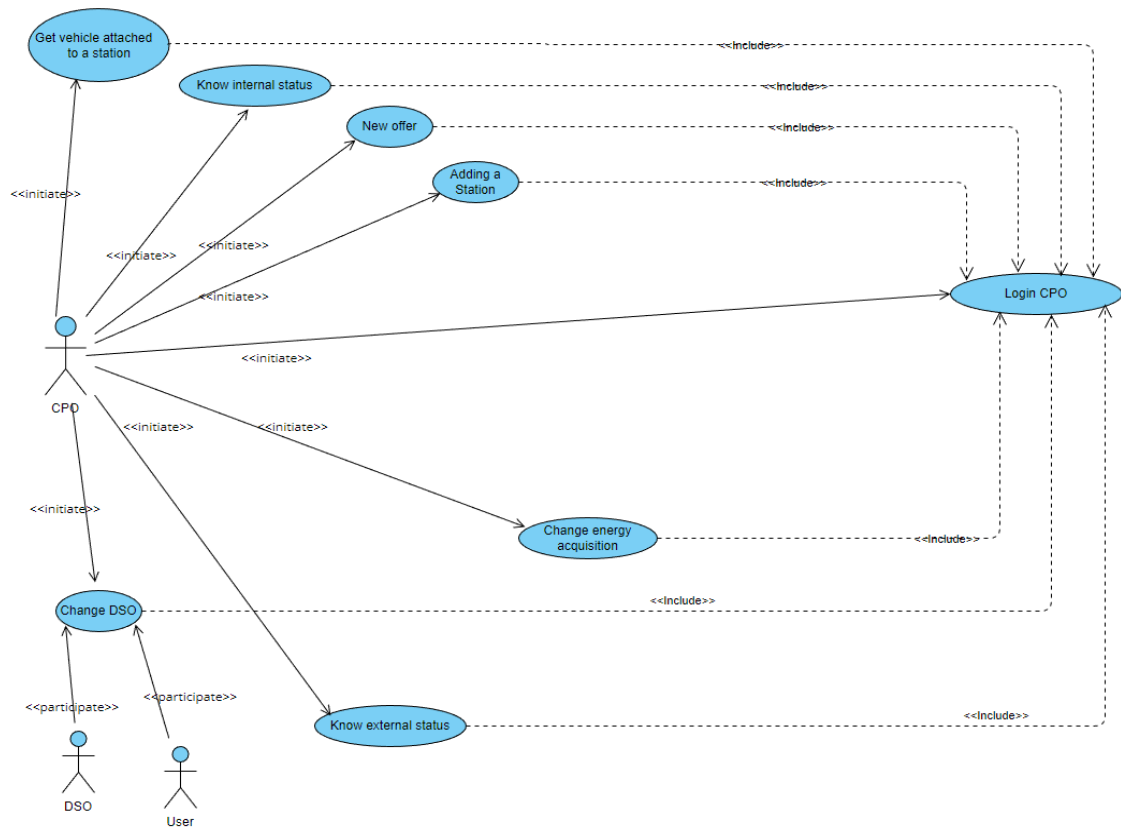 Get vehicle attached
to a station
<<Include>>
Know internal status
<<Include>>
New offer
<<Include>>
Adding a
Station
<<Include>>
<<initiate>>
<<initiate>>
<<initiate>>
<<initiate>>
Login CPO
<<initiate>>
CPO
<<initiate>>
<<initiate>>
<<initiate>>
Change energy
acquisition
<<Include>>
Change DSO
<<Include>>
<<participate>>
<<participate>>
Know external status
<<Include>>
DSO
User